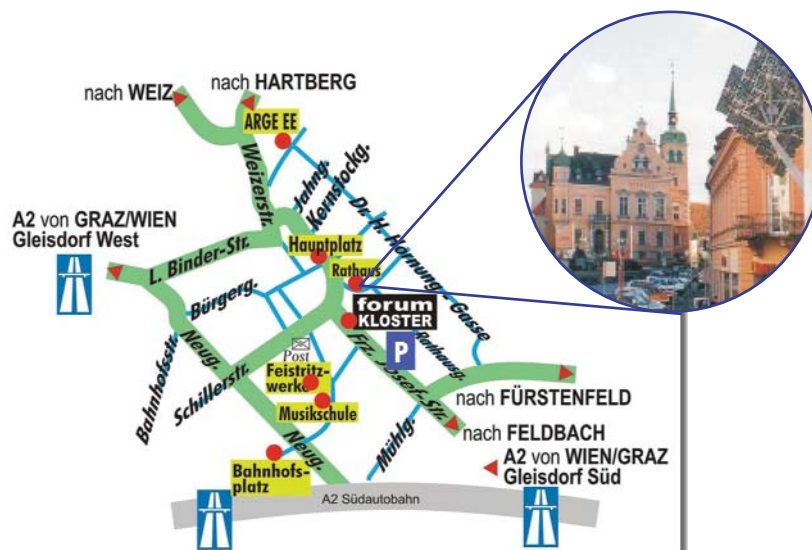 nach WEIZ
nach HARTBERG
ARGE EE
Weizerstr.
Jahng.
Kernstockg.
Dr. H. Hornung - Gasse
A2 von GRAZ/WIEN
Gleisdorf West
L. Binder-Str.
Hauptplatz
Rathaus
Bürgerg.
forum
KLOSTER
P
Rathausg.
Bahnhofsstr.
Neug.
Schillerstr.
Post
Frz. Josef-Str.
Feistritz-
werke
Musikschule
nach FÜRSTENFELD
Mühlg.
nach FELDBACH
Neug.
Bahnhofs-
platz
A2 von WIEN/GRAZ
Gleisdorf Süd
A2 Südautobahn